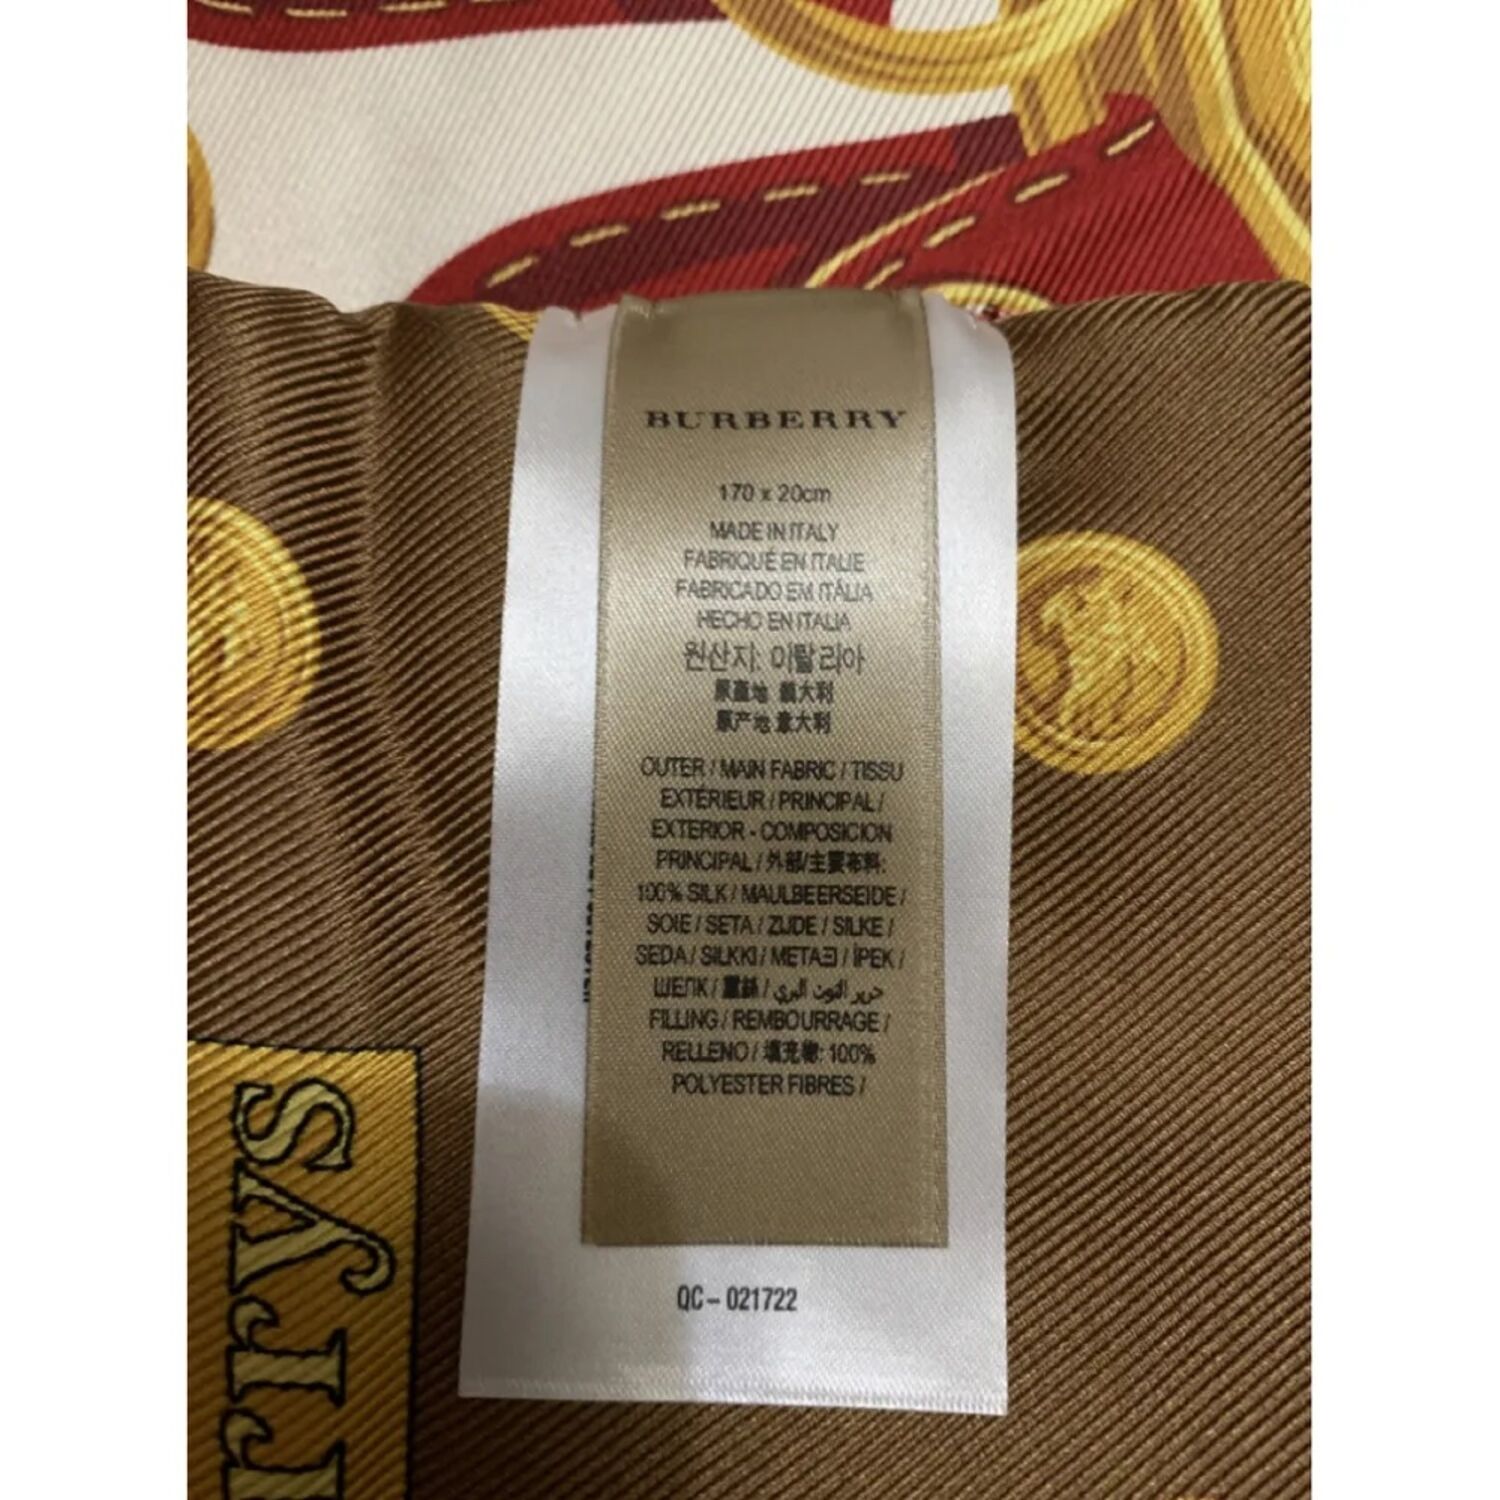 BURBERRY
170 x 20cm
MADE IN ITALY
FABRIQUÉ EN ITALIE
FABRICADO EM ITÁLIA
HECHO EN ITALIA
원산지: 이탈리아
原產地 義大利
原产地 意大利
OUTER / MAIN FABRIC / TISSU
EXTÉRIEUR / PRINCIPAL /
EXTERIOR - COMPOSICION
PRINCIPAL / 外部/主要布料:
100% SILK / MAULBEERSEIDE /
SOIE / SETA / ZIJDE / SILKE /
SEDA / SILKKI / ΜΕΤΑΞΙ / İPEK /
ШЕЛК / 蠶絲 / حرير التوت البري
FILLING / REMBOURRAGE /
RELLENO / 填充物: 100%
POLYESTER FIBRES /
QC – 021722